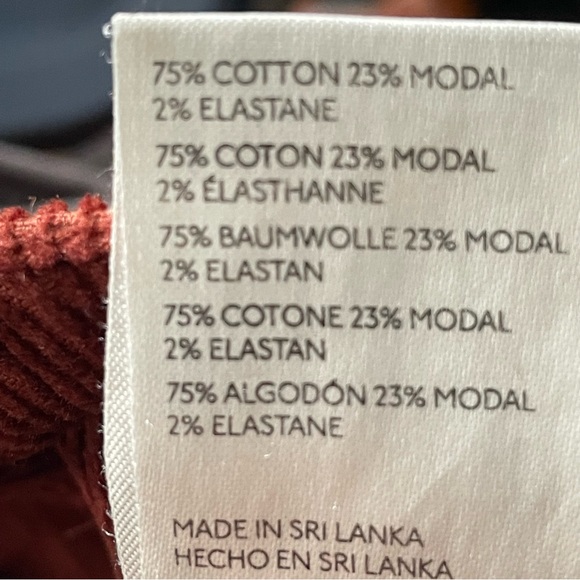 75% COTTON 23% MODAL
2% ELASTANE
75% COTON 23% MODAL
2% ÉLASTHANNE
75% BAUMWOLLE 23% MODAL
2% ELASTAN
75% COTONE 23% MODAL
2% ELASTAN
75% ALGODÓN 23% MODAL
2% ELASTANE
MADE IN SRI LANKA
HECHO EN SRI LANKA